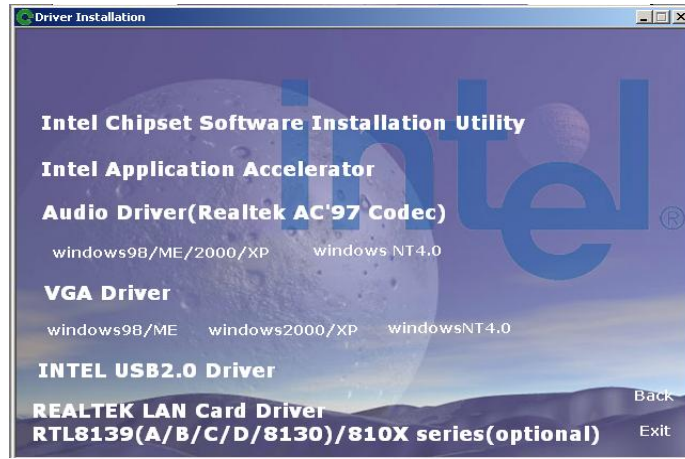 Driver Installation
Intel Chipset Software Installation Utility
Intel Application Accelerator
Audio Driver(Realtek AC'97 Codec)
windows98/ME/2000/XP windows NT4.0
VGA Driver
windows98/ME windows2000/XP windowsNT4.0
INTEL USB2.0 Driver
REALTEK LAN Card Driver
RTL8139(A/B/C/D/8130)/810X series(optional)
Back
Exit
intel®